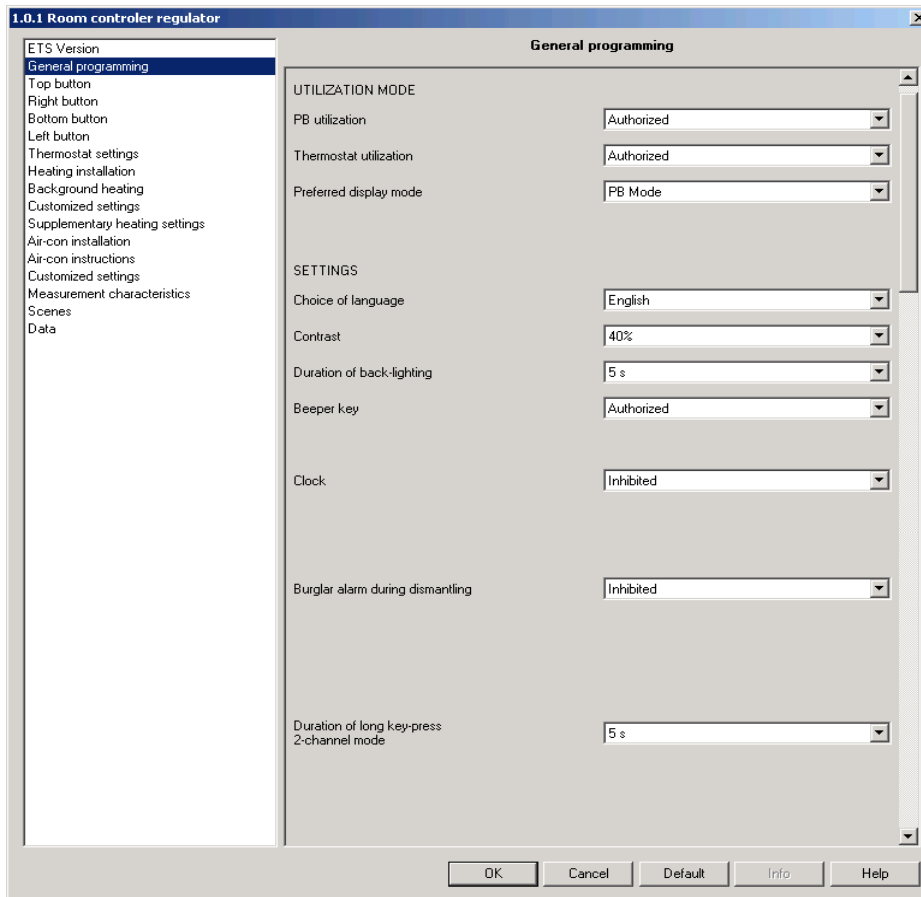 1.0.1 Room controler regulator
ETS Version
General programming
Top button
Right button
Bottom button
Left button
Thermostat settings
Heating installation
Background heating
Customized settings
Supplementary heating settings
Air-con installation
Air-con instructions
Customized settings
Measurement characteristics
Scenes
Data
General programming
UTILIZATION MODE
PB utilization
Authorized
Thermostat utilization
Authorized
Preferred display mode
PB Mode
SETTINGS
Choice of language
English
Contrast
40%
Duration of back-lighting
5 s
Beeper key
Authorized
Clock
Inhibited
Burglar alarm during dismantling
Inhibited
Duration of long key-press
2-channel mode
5 s
OK
Cancel
Default
Info
Help